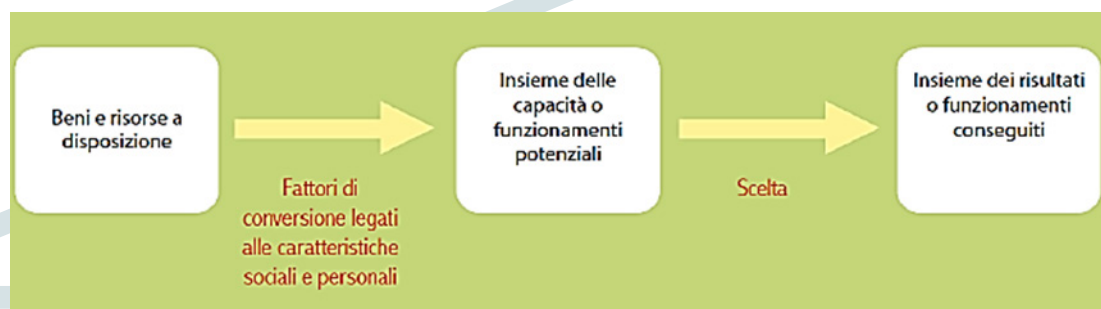 Beni e risorse a
disposizione
Fattori di
conversione legati
alle caratteristiche
sociali e personali
Insieme delle
capacità o
funzionamenti
potenziali
Scelta
Insieme dei risultati
o funzionamenti
conseguiti